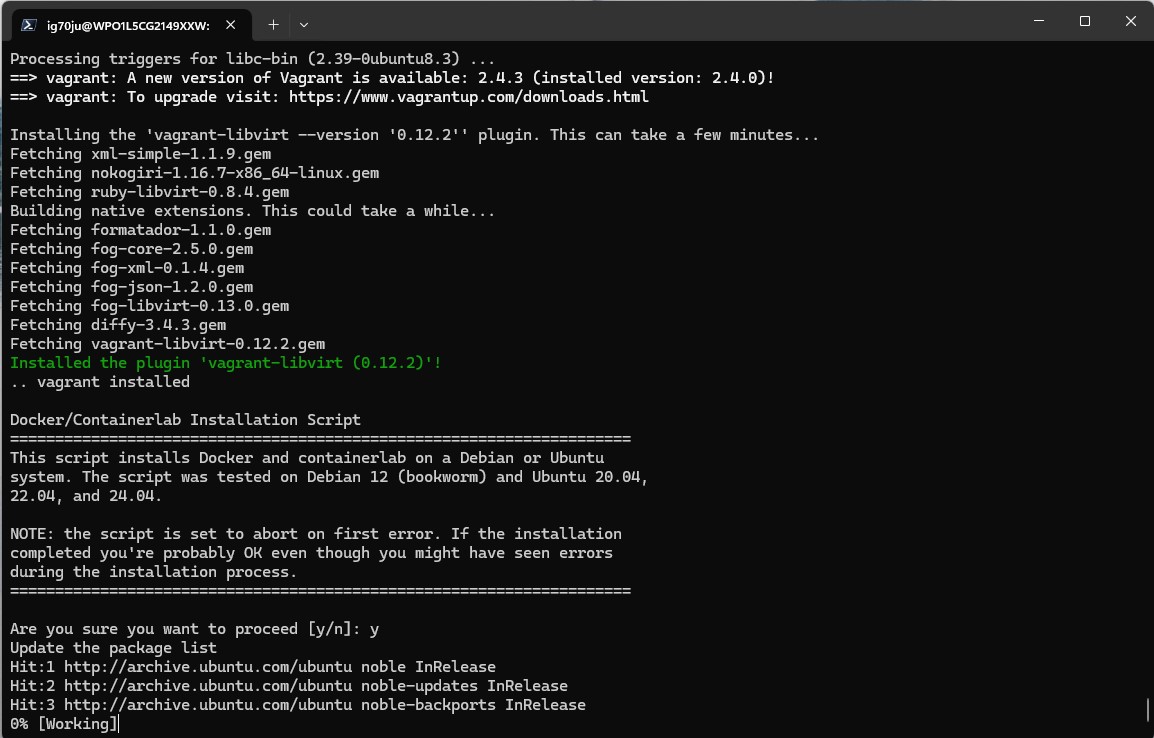 ig70ju@WPO1L5CG2149XXW:
Processing triggers for libc-bin (2.39-0ubuntu8.3) ...
==> vagrant: A new version of Vagrant is available: 2.4.3 (installed version: 2.4.0)!
==> vagrant: To upgrade visit: https://www.vagrantup.com/downloads.html
Installing the 'vagrant-libvirt --version '0.12.2'' plugin. This can take a few minutes...
Fetching xml-simple-1.1.9.gem
Fetching nokogiri-1.16.7-x86_64-linux.gem
Fetching ruby-libvirt-0.8.4.gem
Building native extensions. This could take a while...
Fetching formatador-1.1.0.gem
Fetching fog-core-2.5.0.gem
Fetching fog-xml-0.1.4.gem
Fetching fog-json-1.2.0.gem
Fetching fog-libvirt-0.13.0.gem
Fetching diffy-3.4.3.gem
Fetching vagrant-libvirt-0.12.2.gem
Installed the plugin 'vagrant-libvirt (0.12.2)'!
.. vagrant installed
Docker/Containerlab Installation Script
=====================================================================
This script installs Docker and containerlab on a Debian or Ubuntu
system. The script was tested on Debian 12 (bookworm) and Ubuntu 20.04,
22.04, and 24.04.
NOTE: the script is set to abort on first error. If the installation
completed you're probably OK even though you might have seen errors
during the installation process.
=====================================================================
Are you sure you want to proceed [y/n]: y
Update the package list
Hit:1 http://archive.ubuntu.com/ubuntu noble InRelease
Hit:2 http://archive.ubuntu.com/ubuntu noble-updates InRelease
Hit:3 http://archive.ubuntu.com/ubuntu noble-backports InRelease
0% [Working]